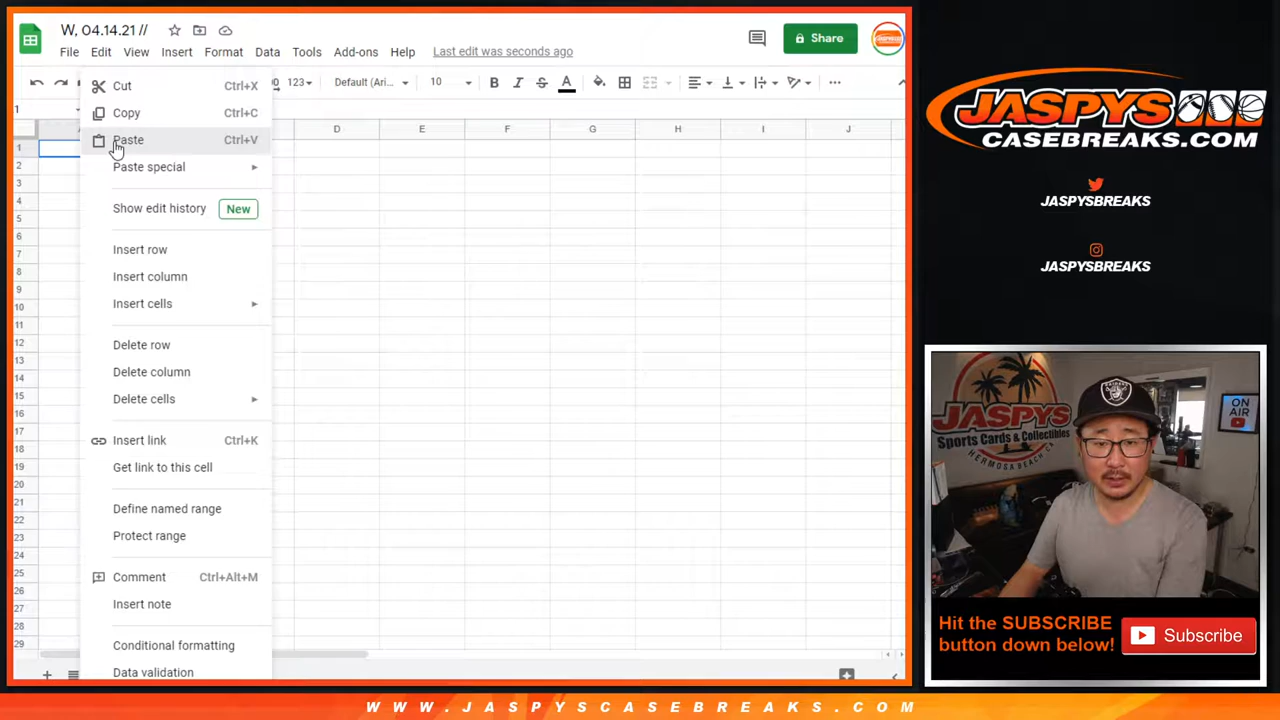 W, 04.14.21 //
File Edit View Insert Format Data Tools Add-ons Help Last edit was seconds ago
Share
123 Default (Ari... 10
1
D E F G H I J
Cut Ctrl+X
Copy Ctrl+C
Paste Ctrl+V
Paste special
Show edit history New
Insert row
Insert column
Insert cells
Delete row
Delete column
Delete cells
Insert link Ctrl+K
Get link to this cell
Define named range
Protect range
Comment Ctrl+Alt+M
Insert note
Conditional formatting
Data validation
1
2
3
4
5
6
7
8
9
10
11
12
13
14
15
16
17
18
19
20
21
22
23
24
25
26
27
28
29
JASPYS
CASEBREAKS.COM
JASPYSBREAKS
JASPYSBREAKS
JASPYS
Sports Cards & Collectibles
HERMOSA BEACH
RAIDERS
ON
AIR
Hit the SUBSCRIBE
button down below!
Subscribe
WWW.JASPYSCASEBREAKS.COM